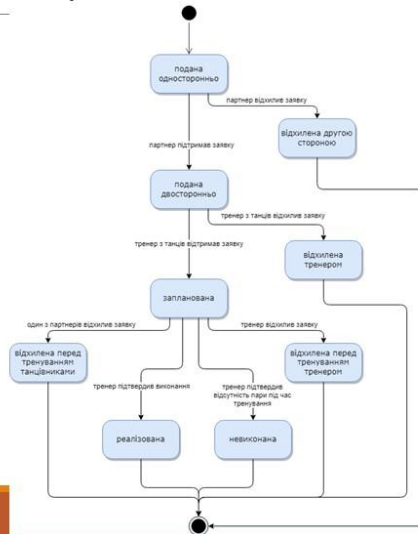 подана
односторонньо
партнер відхилив заявку
відхилена другою
стороною
партнер підтримав заявку
подана
двосторонньо
тренер з танців відхилив заявку
тренер з танців відтримав заявку
відхилена
тренером
запланована
один з партнерів відхилив заявку
тренер відхилив заявку
відхилена перед
тренуванням
танцівниками
відхилена перед
тренуванням
тренером
тренер підтвердив виконання
тренер підтвердив
відсутність пари під час
тренування
реалізована
невиконана